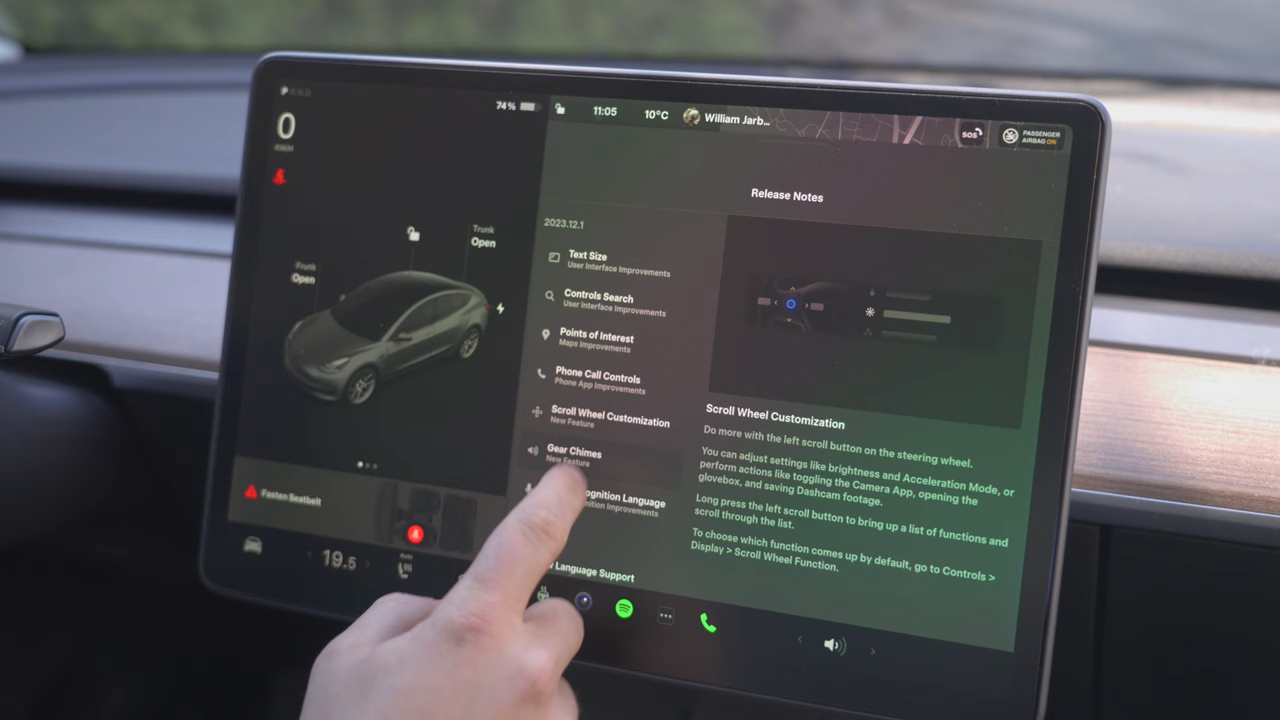 PRND
0
KM/H
74 %
11:05
10°C
William Jarb...
SOS
PASSENGER
AIRBAG ON
Trunk
Open
Frunk
Open
Fasten Seatbelt
19.5
Auto
Release Notes
2023.12.1
Text Size
User Interface Improvements
Controls Search
User Interface Improvements
Points of Interest
Maps Improvements
Phone Call Controls
Phone App Improvements
Scroll Wheel Customization
New Feature
Gear Chimes
New Feature
ognition Language
nition Improvements
Language Support
Scroll Wheel Customization
Do more with the left scroll button on the steering wheel.
You can adjust settings like brightness and Acceleration Mode, or
perform actions like toggling the Camera App, opening the
glovebox, and saving Dashcam footage.
Long press the left scroll button to bring up a list of functions and
scroll through the list.
To choose which function comes up by default, go to Controls >
Display > Scroll Wheel Function.